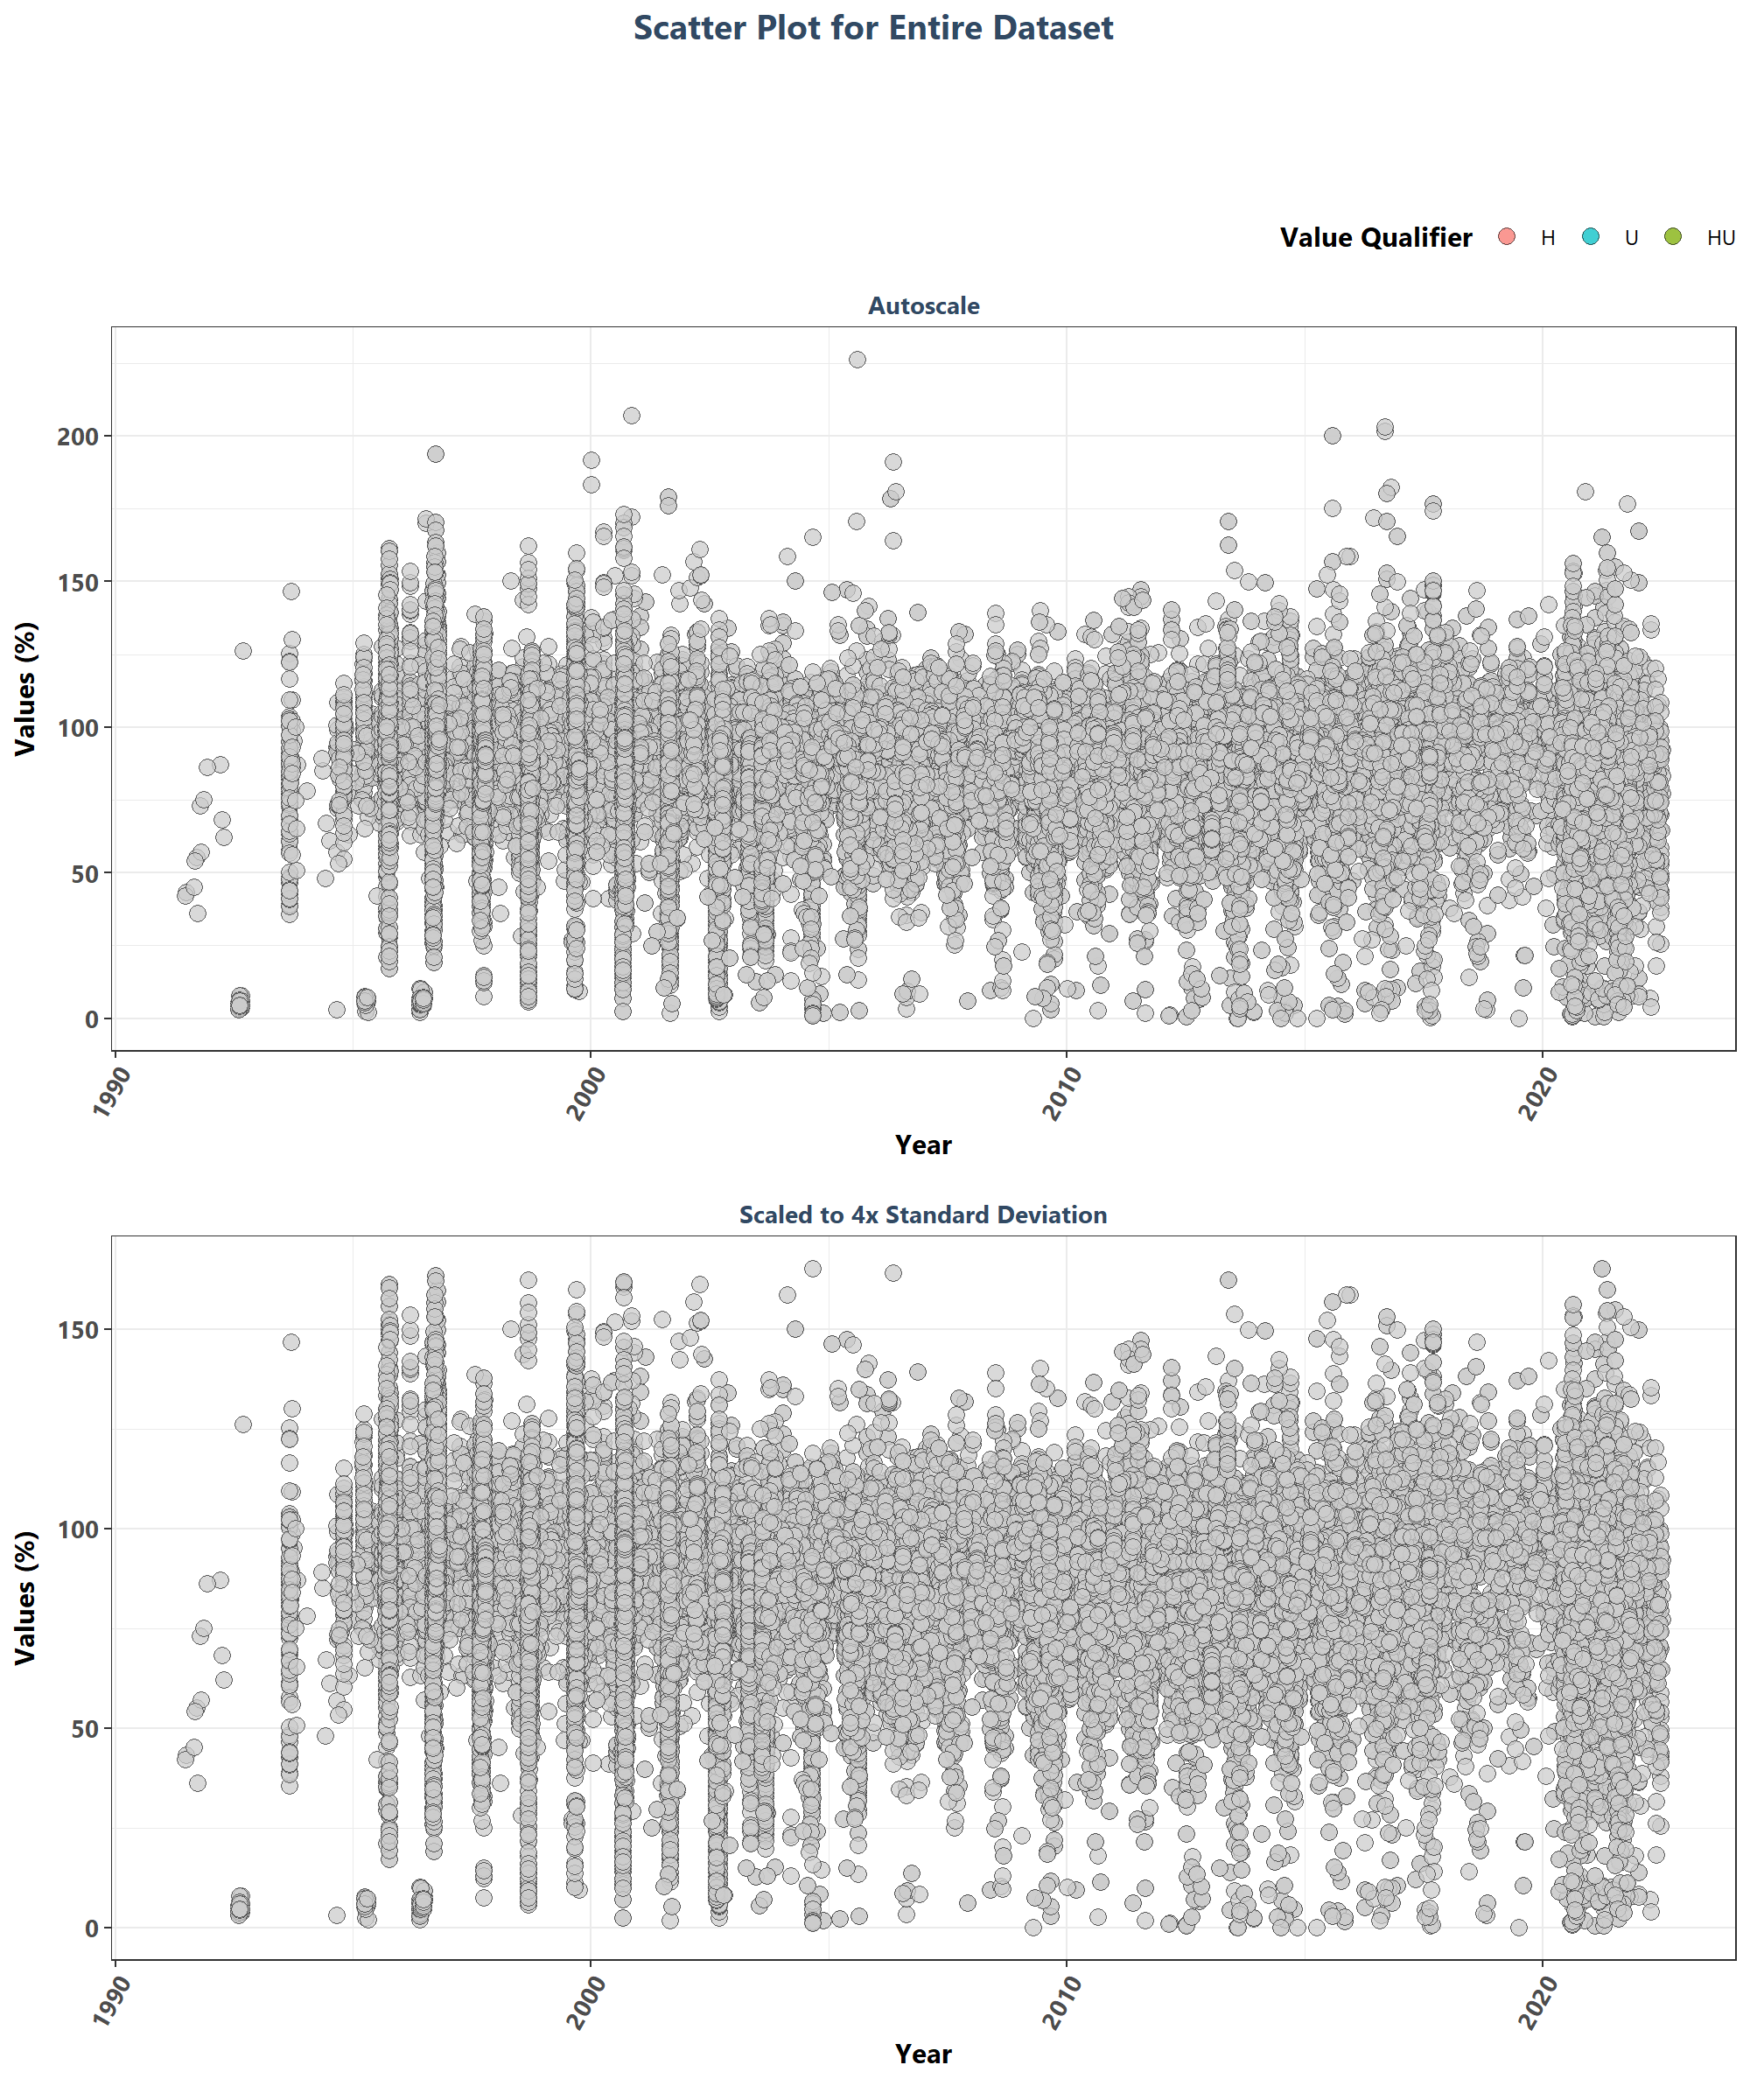 Scatter Plot for Entire Dataset
Value Qualifier H U HU
Autoscale
Values (%)
200
150
100
50
0
1990 2000 2010 2020
Year
Scaled to 4x Standard Deviation
Values (%)
150
100
50
0
1990 2000 2010 2020
Year